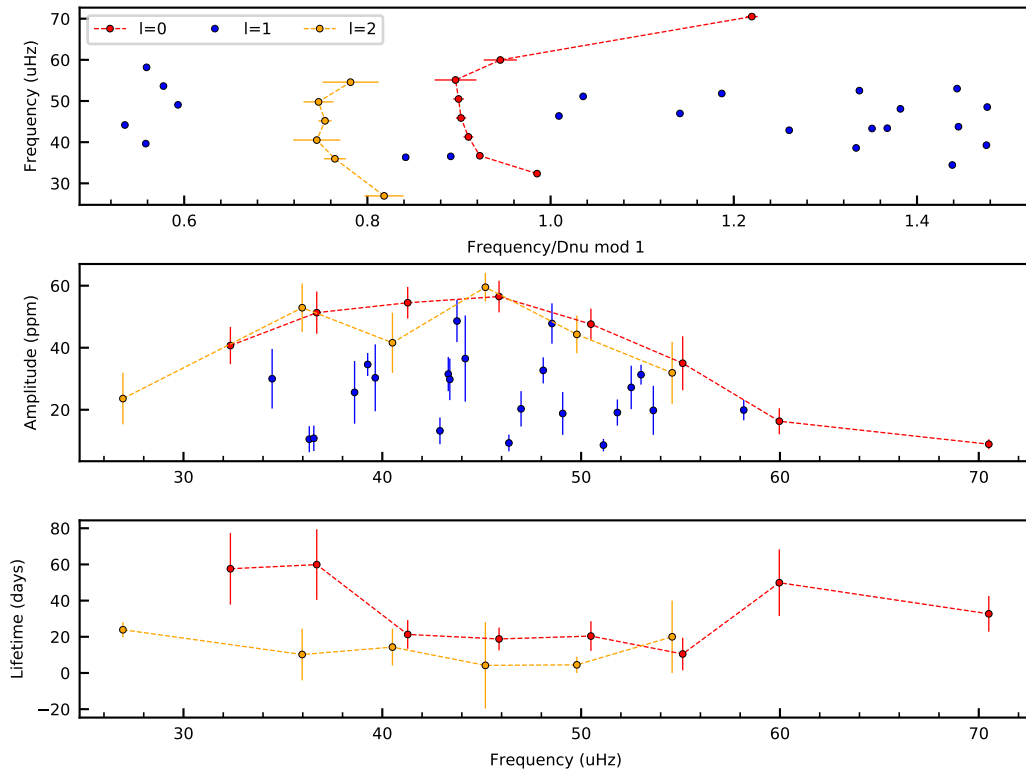 l=0 l=1 l=2
Frequency (uHz)
70
60
50
40
30
0.6 0.8 1.0 1.2 1.4
Frequency/Dnu mod 1
Amplitude (ppm)
60
40
20
30 40 50 60 70
Lifetime (days)
80
60
40
20
0
−20
30 40 50 60 70
Frequency (uHz)